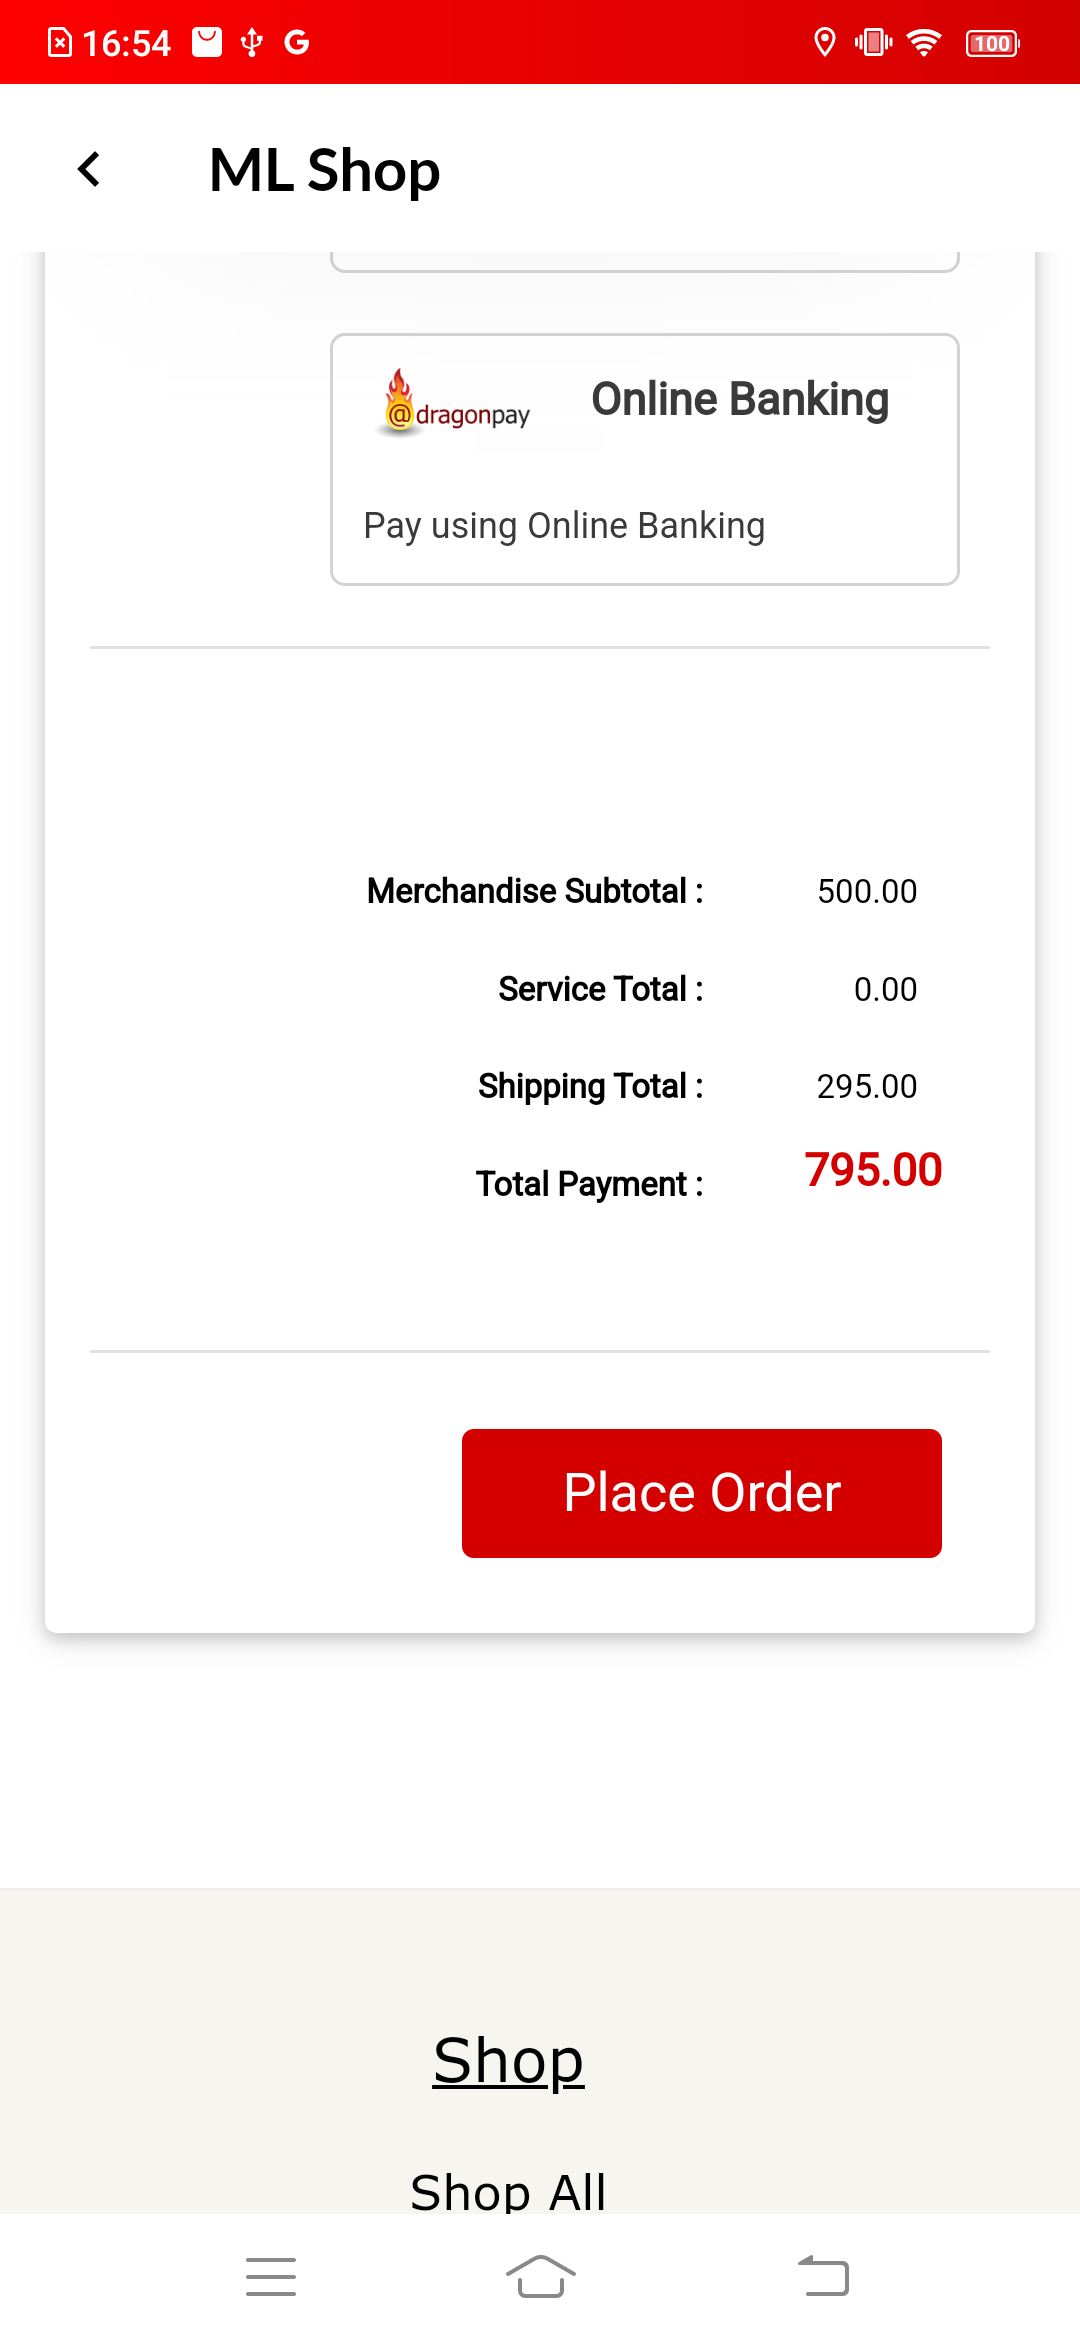 16:54
100
ML Shop
@dragonpay
Online Banking
Pay using Online Banking
Merchandise Subtotal : 500.00
Service Total : 0.00
Shipping Total : 295.00
Total Payment : 795.00
Place Order
Shop
Shop All